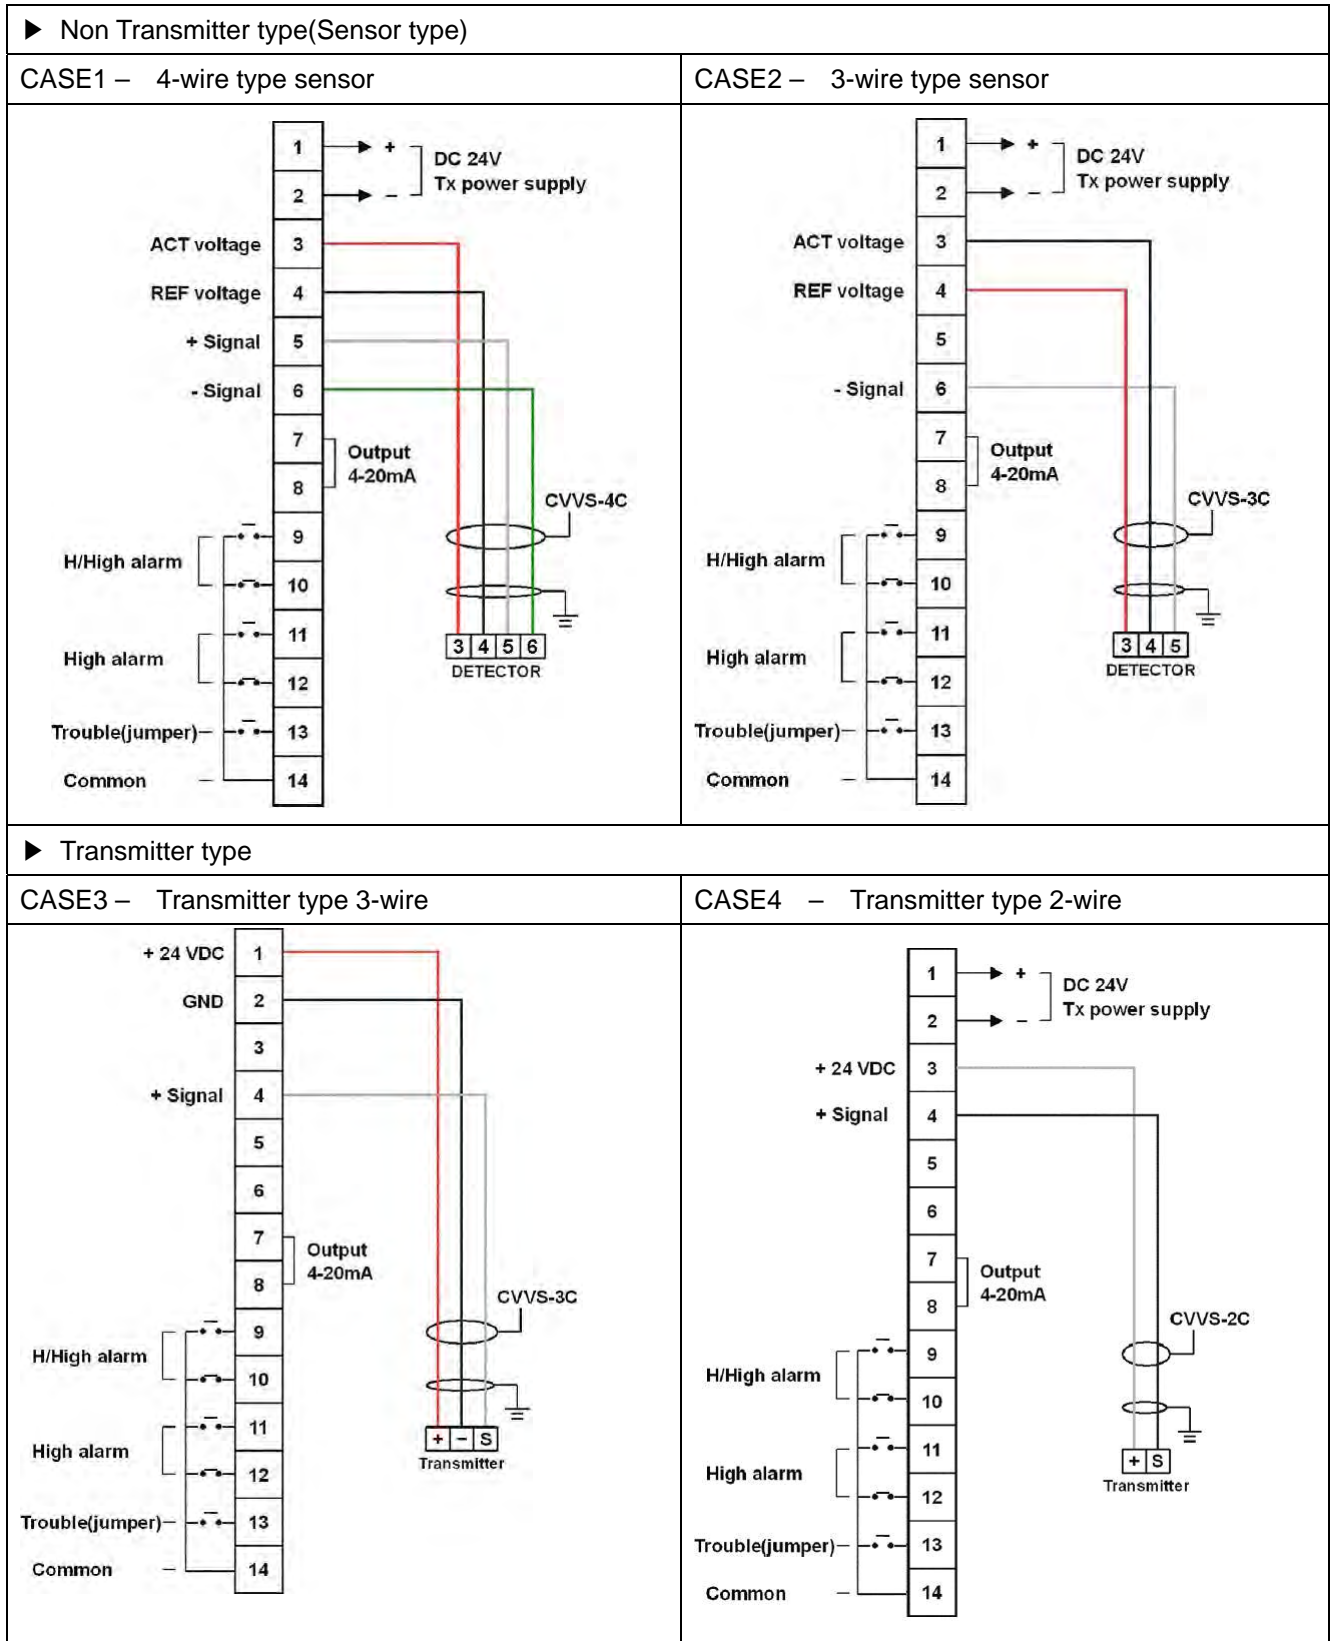 ▶ Non Transmitter type(Sensor type)
CASE1 – 4-wire type sensor
1
+
DC 24V
2
–
Tx power supply
ACT voltage
3
REF voltage
4
+ Signal
5
- Signal
6
7
Output
8
4-20mA
CVVS-4C
9
H/High alarm
10
11
3 4 5 6
High alarm
DETECTOR
12
Trouble(jumper)
13
Common
14
CASE2 – 3-wire type sensor
1
+
DC 24V
2
–
Tx power supply
ACT voltage
3
REF voltage
4
5
- Signal
6
7
Output
8
4-20mA
CVVS-3C
9
H/High alarm
10
11
3 4 5
High alarm
DETECTOR
12
Trouble(jumper)
13
Common
14
▶ Transmitter type
CASE3 – Transmitter type 3-wire
+ 24 VDC
1
GND
2
3
+ Signal
4
5
6
7
Output
8
4-20mA
CVVS-3C
9
H/High alarm
10
11
+ – S
High alarm
Transmitter
12
Trouble(jumper)
13
Common
14
CASE4 – Transmitter type 2-wire
1
+
DC 24V
2
–
Tx power supply
+ 24 VDC
3
+ Signal
4
5
6
7
Output
8
4-20mA
CVVS-2C
9
H/High alarm
10
11
+ S
High alarm
Transmitter
12
Trouble(jumper)
13
Common
14